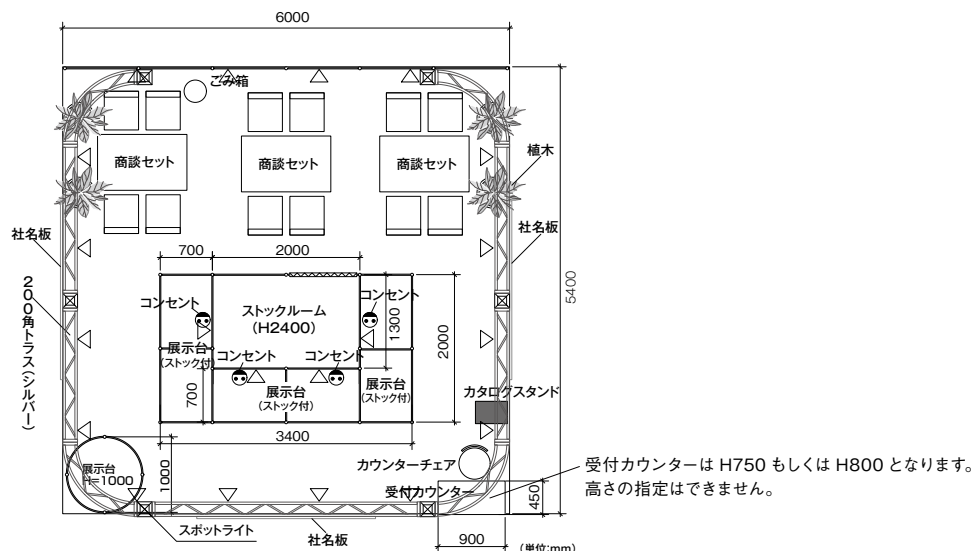 6000
ごみ箱
商談セット
商談セット
商談セット
植木
社名板
社名板
5400
200角トラス(シルバー)
700
2000
コンセント
ストックルーム
(H2400)
コンセント
1300
2000
展示台
(ストック付)
コンセント
コンセント
700
展示台
(ストック付)
展示台
(ストック付)
カタログスタンド
3400
展示台
H=1000
1000
カウンターチェア
受付カウンター
受付カウンターは H750 もしくは H800 となります。
高さの指定はできません。
450
スポットライト
社名板
900
(単位:mm)